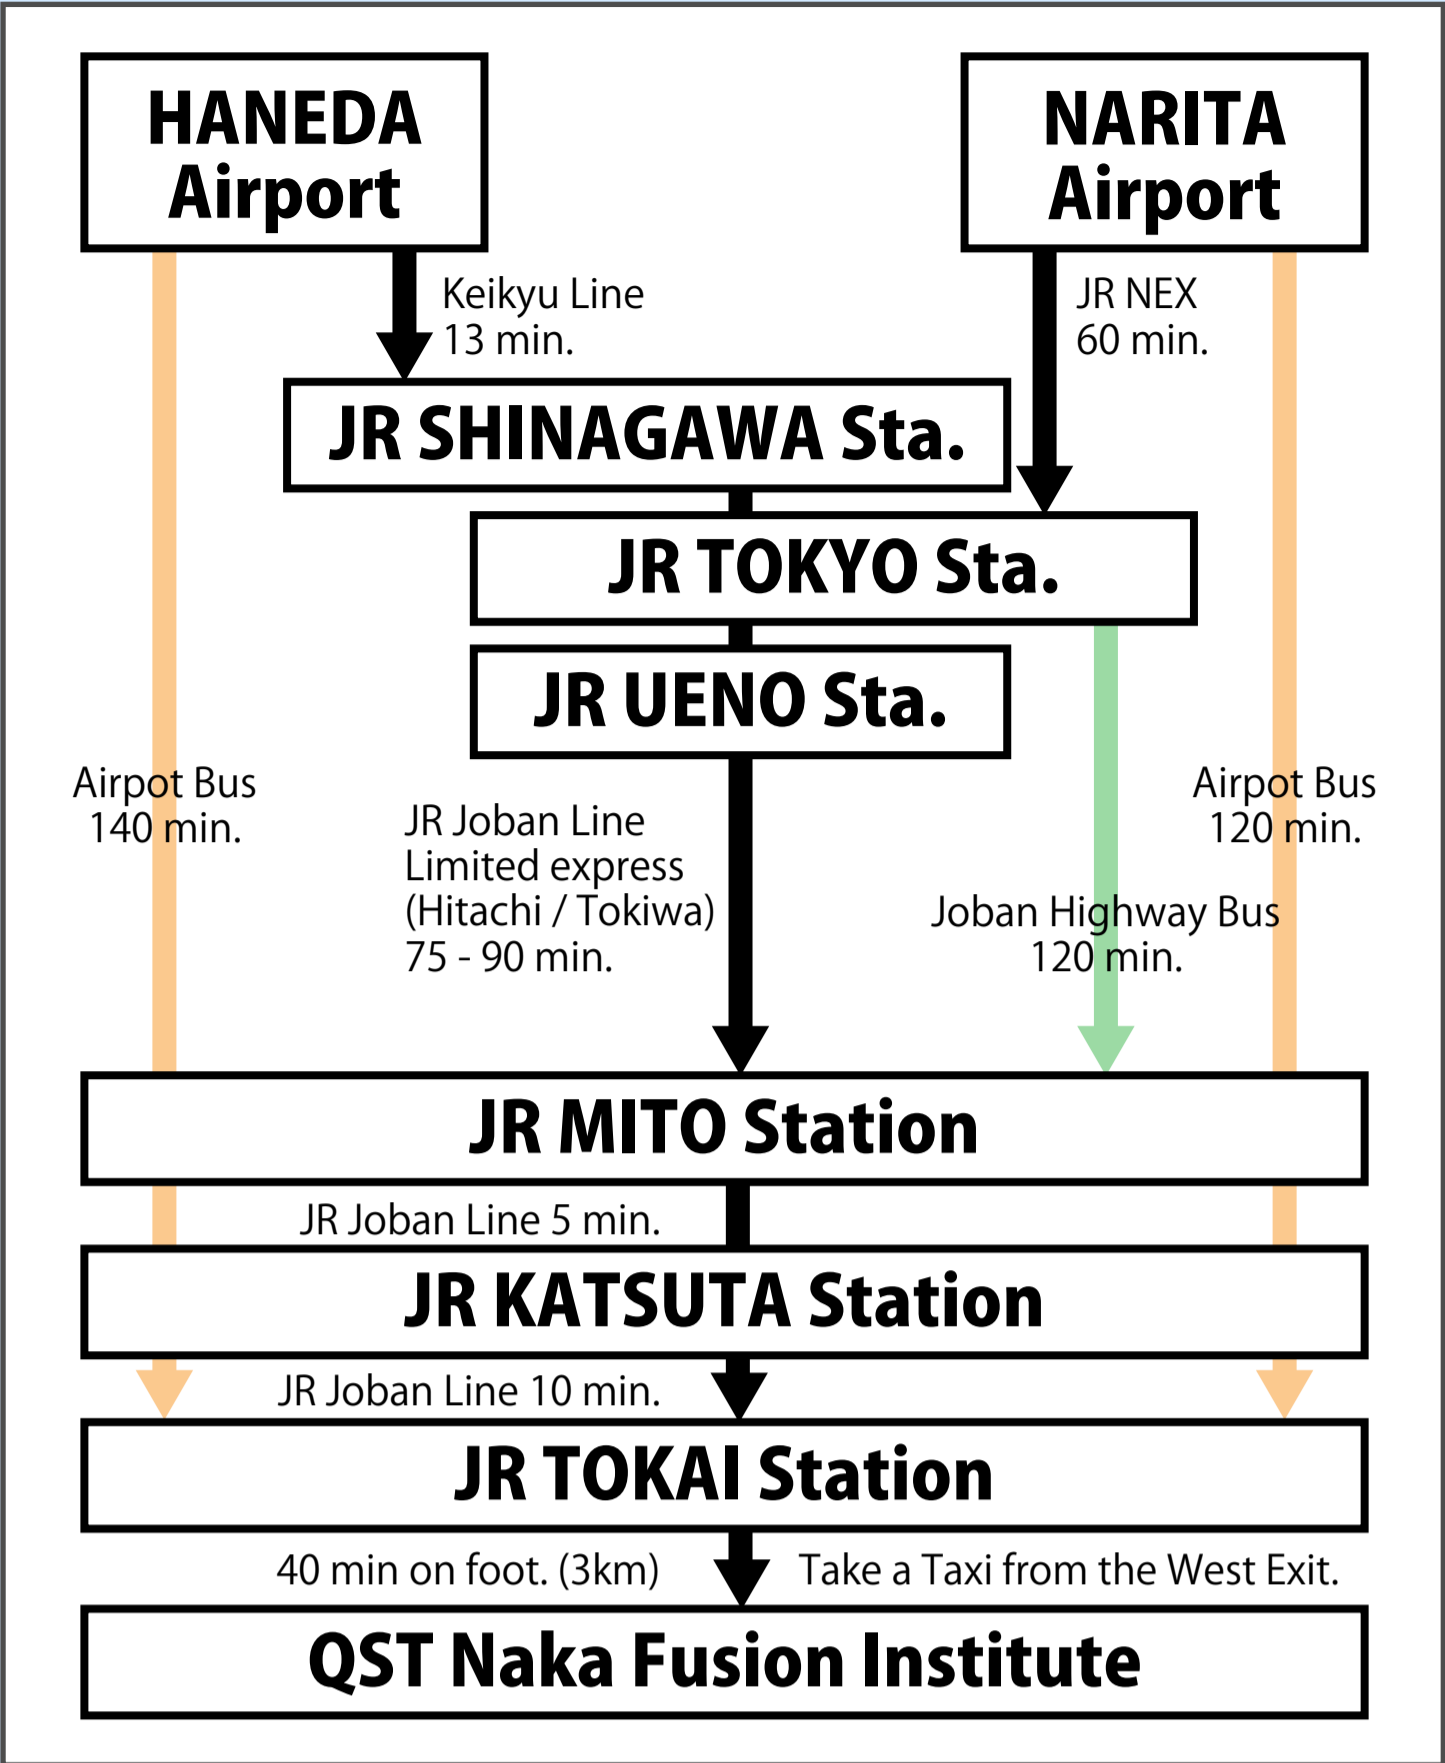 HANEDA
Airport
NARITA
Airport
Keikyu Line
13 min.
JR NEX
60 min.
JR SHINAGAWA Sta.
JR TOKYO Sta.
JR UENO Sta.
Airpot Bus
140 min.
JR Joban Line
Limited express
(Hitachi / Tokiwa)
75 - 90 min.
Joban Highway Bus
120 min.
Airpot Bus
120 min.
JR MITO Station
JR Joban Line 5 min.
JR KATSUTA Station
JR Joban Line 10 min.
JR TOKAI Station
40 min on foot. (3km)
Take a Taxi from the West Exit.
QST Naka Fusion Institute